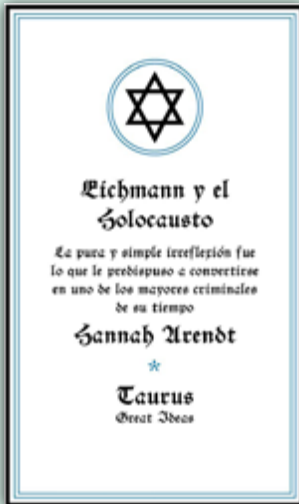 Eichmann y el
Holocausto
La pura y simple irreflexión fue
lo que le predispuso a convertirse
en uno de los mayores criminales
de su tiempo
Hannah Arendt
*
Taurus
Great Ideas